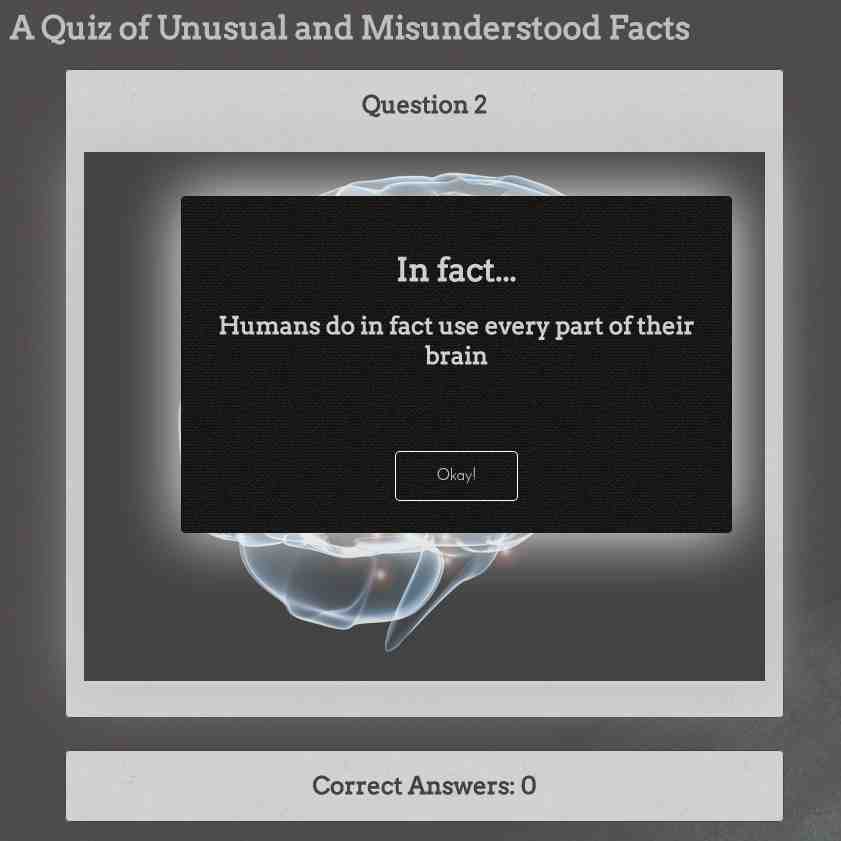 A Quiz of Unusual and Misunderstood Facts
Question 2
In fact...
Humans do in fact use every part of their
brain
Okay!
Correct Answers: 0